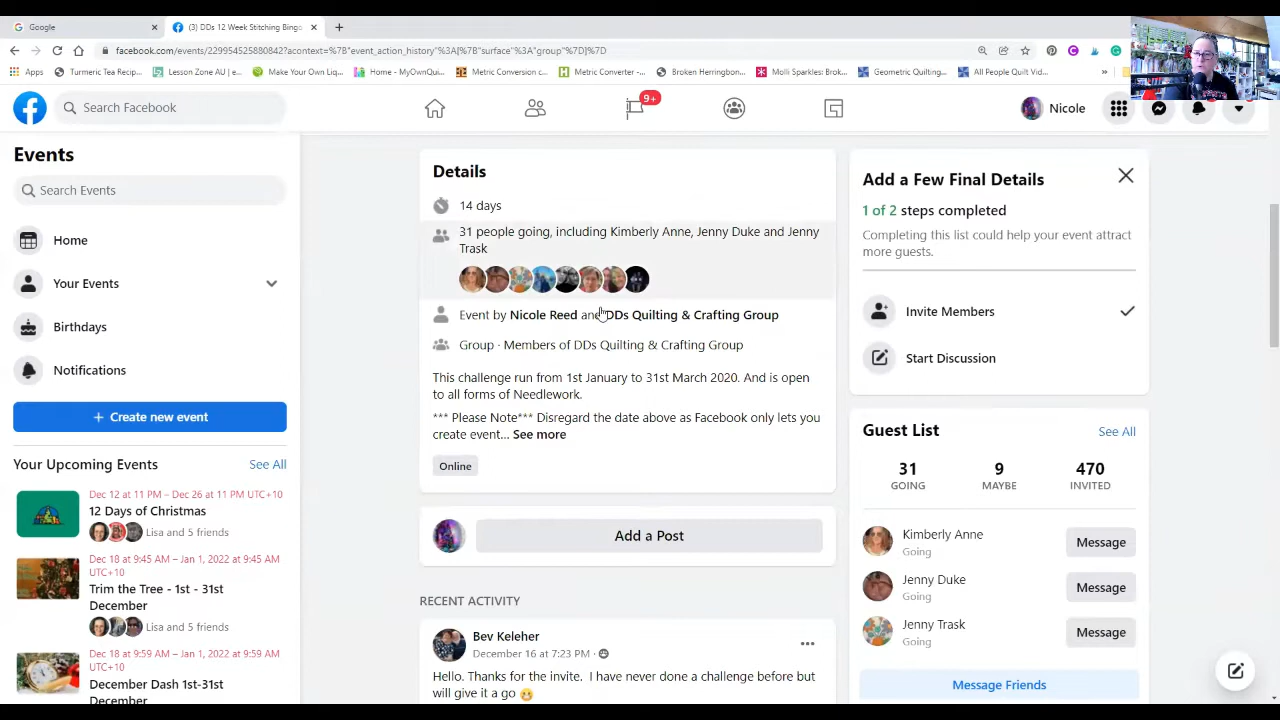 Google
(3) DDs 12 Week Stitching Bingo
facebook.com/events/229954525880842?acontext=%7B"event_action_history"%3A[%7B"surface"%3A"group"%7D]%7D
Apps
Turmeric Tea Recip...
Lesson Zone AU | e...
Make Your Own Liq...
Home - MyOwnQui...
Metric Conversion c...
Metric Converter -...
Broken Herringbon...
Molli Sparkles: Brok...
Geometric Quilting...
All People Quilt Vid...
»
Search Facebook
9+
Nicole
Events
Search Events
Home
Your Events
Birthdays
Notifications
+ Create new event
Your Upcoming Events
See All
Dec 12 at 11 PM – Dec 26 at 11 PM UTC+10
12 Days of Christmas
Lisa and 5 friends
Dec 18 at 9:45 AM – Jan 1, 2022 at 9:45 AM
UTC+10
Trim the Tree - 1st - 31st
December
Lisa and 5 friends
Dec 18 at 9:59 AM – Jan 1, 2022 at 9:59 AM
UTC+10
December Dash 1st-31st
December
Details
14 days
31 people going, including Kimberly Anne, Jenny Duke and Jenny
Trask
Event by Nicole Reed and DDs Quilting & Crafting Group
Group · Members of DDs Quilting & Crafting Group
This challenge run from 1st January to 31st March 2020. And is open
to all forms of Needlework.
*** Please Note*** Disregard the date above as Facebook only lets you
create event... See more
Online
Add a Post
RECENT ACTIVITY
Bev Keleher
December 16 at 7:23 PM ·
Hello. Thanks for the invite. I have never done a challenge before but
will give it a go
Add a Few Final Details
1 of 2 steps completed
Completing this list could help your event attract
more guests.
Invite Members
Start Discussion
Guest List
See All
31
GOING
9
MAYBE
470
INVITED
Kimberly Anne
Going
Message
Jenny Duke
Going
Message
Jenny Trask
Going
Message
Message Friends